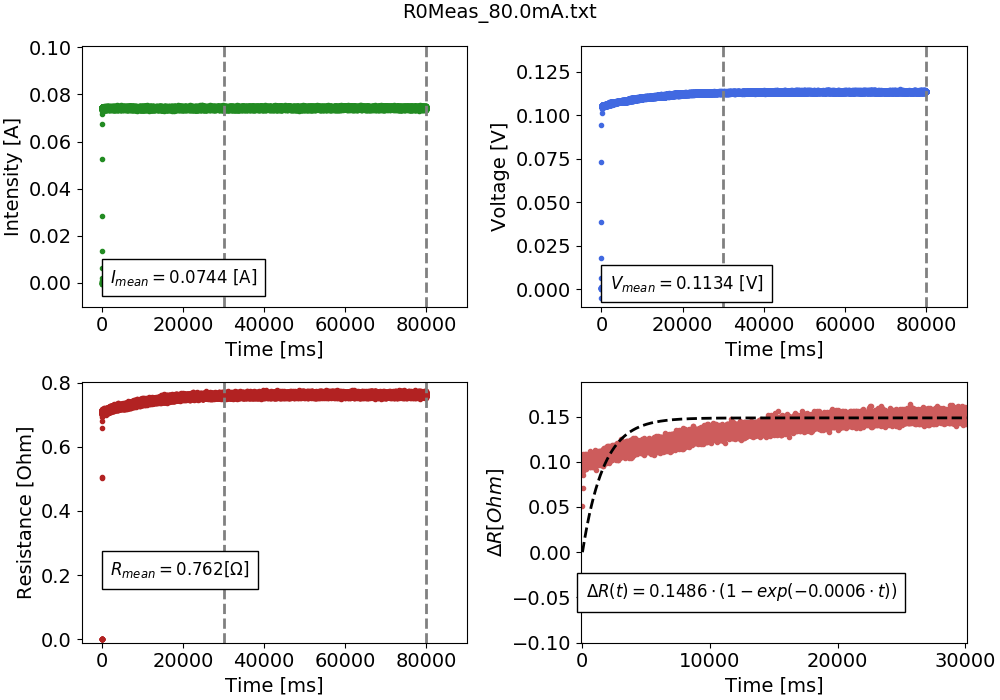 R0Meas_80.0mA.txt
0.10
0.08
0.06
0.04
0.02
0.00
Intensity [A]
I_mean = 0.0744 [A]
0 20000 40000 60000 80000
Time [ms]
0.125
0.100
0.075
0.050
0.025
0.000
Voltage [V]
V_mean = 0.1134 [V]
0 20000 40000 60000 80000
Time [ms]
0.8
0.6
0.4
0.2
0.0
Resistance [Ohm]
R_mean = 0.762[Ω]
0 20000 40000 60000 80000
Time [ms]
0.15
0.10
0.05
0.00
−0.05
−0.10
ΔR[Ohm]
ΔR(t) = 0.1486 · (1 − exp(−0.0006 · t))
0 10000 20000 30000
Time [ms]